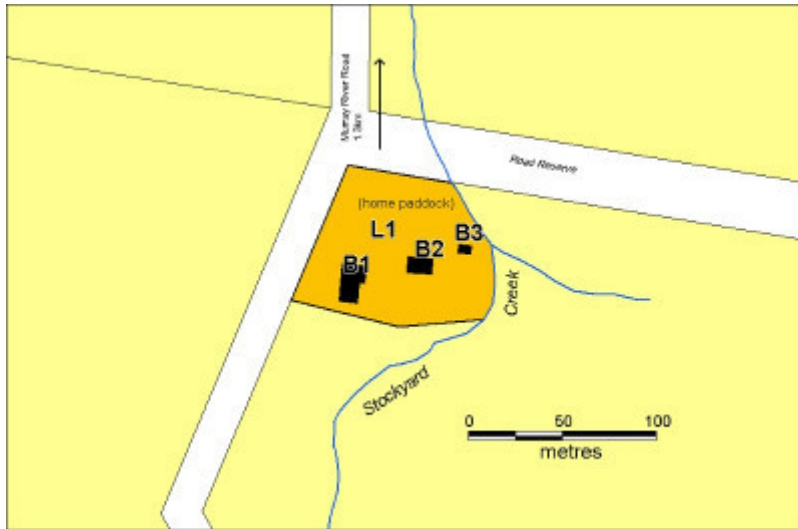 Murray River Road
1.3km
Road Reserve
(home paddock)
L1
B3
B2
B1
Creek
Stockyard
0 50 100
metres